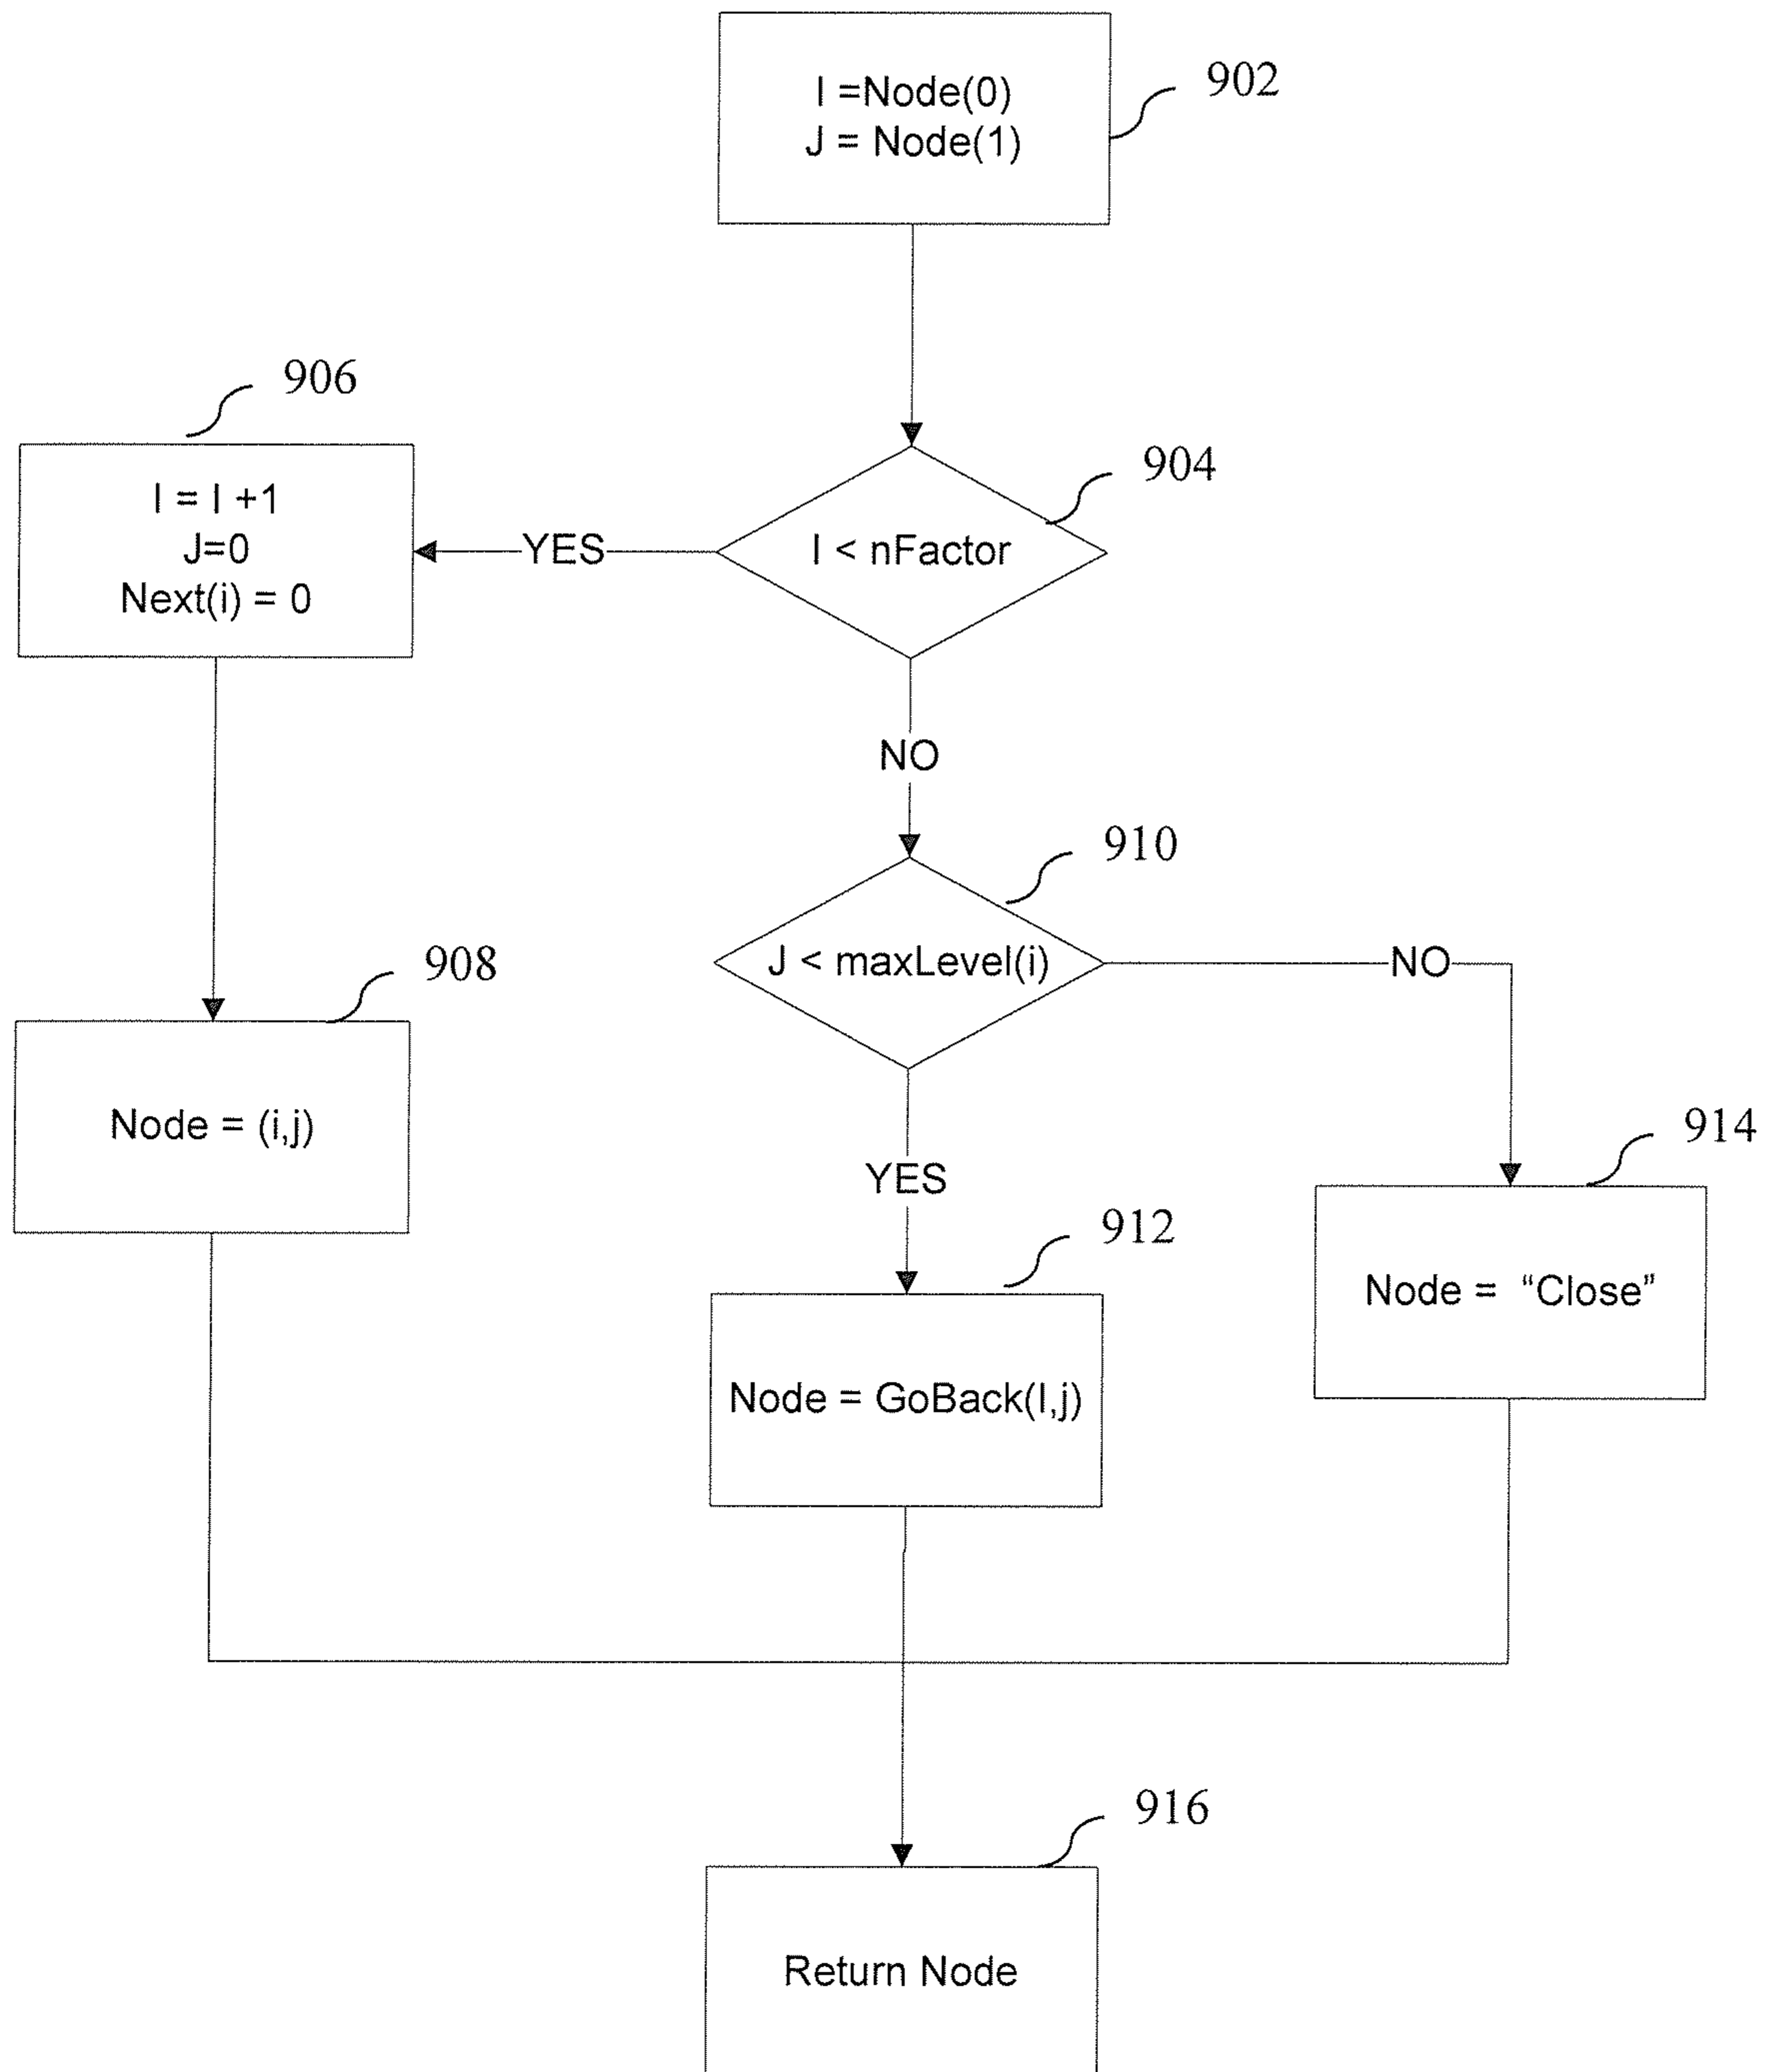 I =Node(0)
J = Node(1)
902
904
I < nFactor
YES
906
I = I +1
J=0
Next(i) = 0
NO
910
J < maxLevel(i)
NO
908
Node = (i,j)
YES
912
Node = GoBack(I,j)
914
Node = “Close”
916
Return Node